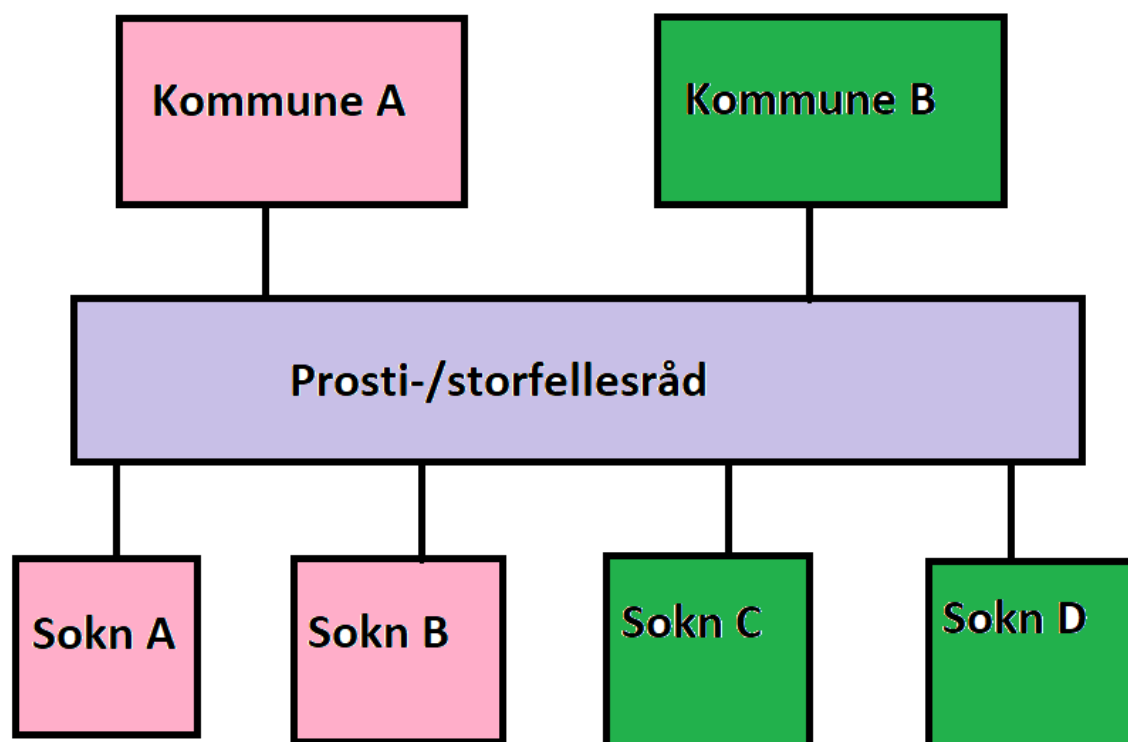 Kommune A
Kommune B
Prosti-/storfellesråd
Sokn A
Sokn B
Sokn C
Sokn D